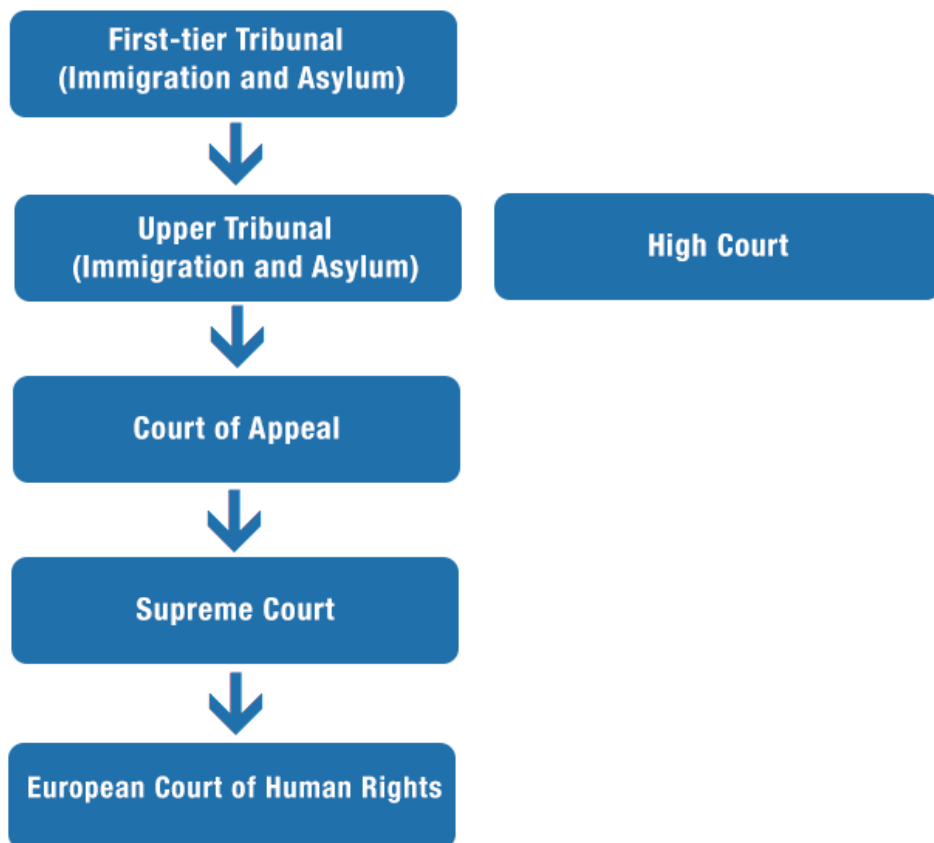 First-tier Tribunal
(Immigration and Asylum)
Upper Tribunal
(Immigration and Asylum)
High Court
Court of Appeal
Supreme Court
European Court of Human Rights